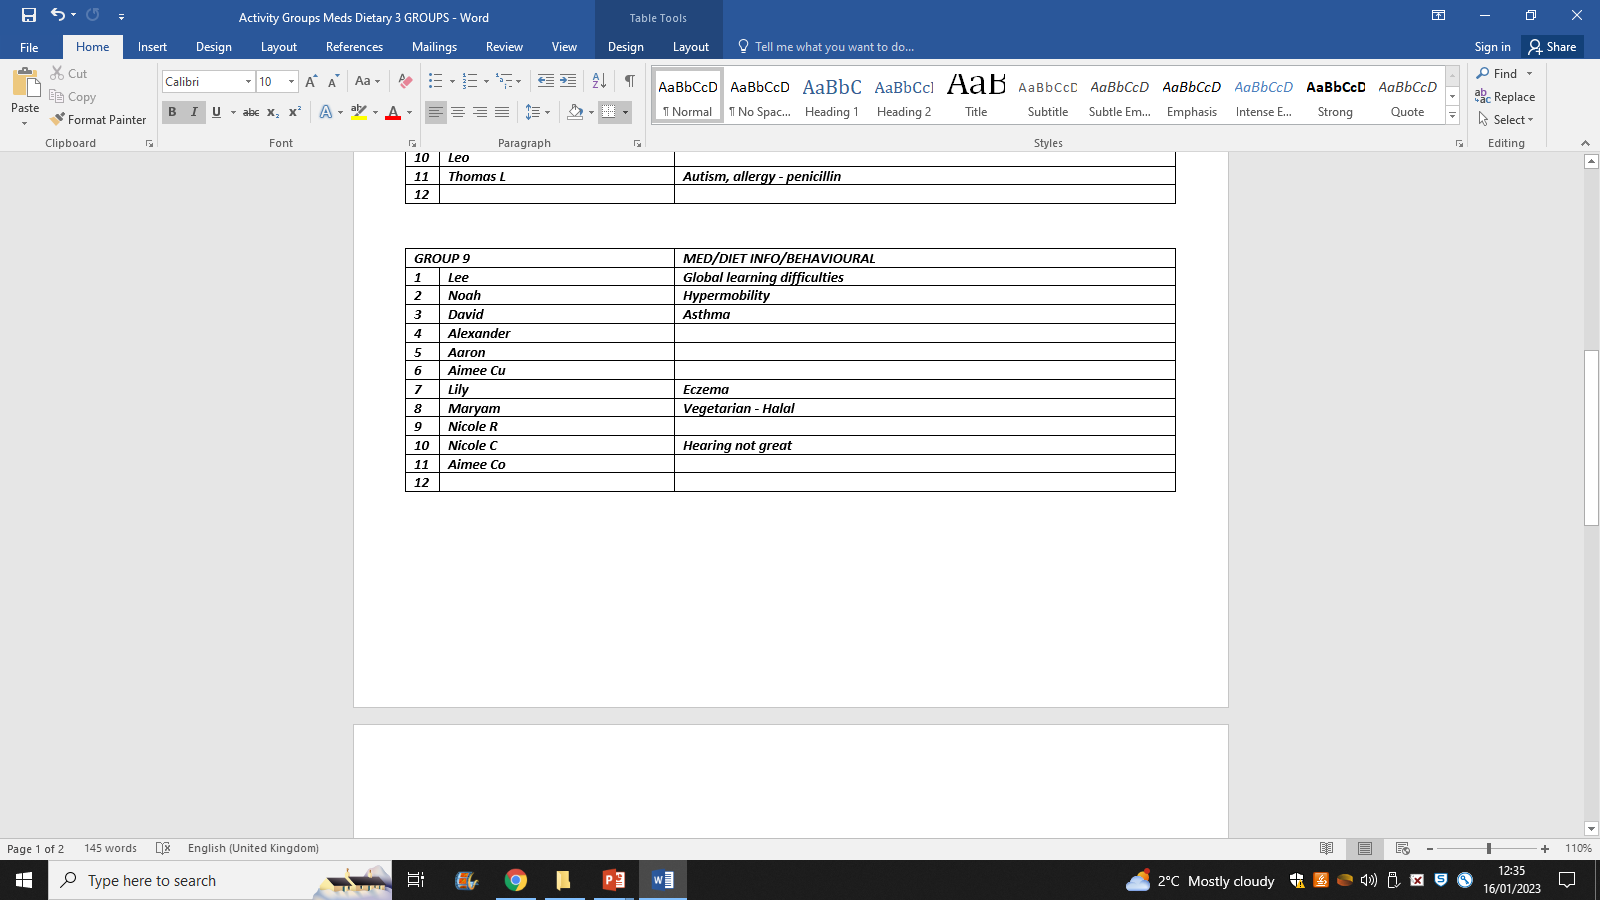 Activity Groups Meds Dietary 3 GROUPS - Word
Table Tools
File Home Insert Design Layout References Mailings Review View Design Layout Tell me what you want to do... Sign in Share
Paste
Cut
Copy
Format Painter
Clipboard
Calibri 10
Font
Paragraph
AaBbCcD AaBbCcD AaBbC AaBbCcI AaB AaBbCcC AaBbCcD AaBbCcD AaBbCcD AaBbCcD AaBbCcD
¶ Normal ¶ No Spac... Heading 1 Heading 2 Title Subtitle Subtle Em... Emphasis Intense E... Strong Quote
Styles
Find
Replace
Select
Editing
10 Leo
11 Thomas L Autism, allergy - penicillin
12
GROUP 9 MED/DIET INFO/BEHAVIOURAL
1 Lee Global learning difficulties
2 Noah Hypermobility
3 David Asthma
4 Alexander
5 Aaron
6 Aimee Cu
7 Lily Eczema
8 Maryam Vegetarian - Halal
9 Nicole R
10 Nicole C Hearing not great
11 Aimee Co
12
Page 1 of 2 145 words English (United Kingdom) 110%
Type here to search
2°C Mostly cloudy
12:35
16/01/2023